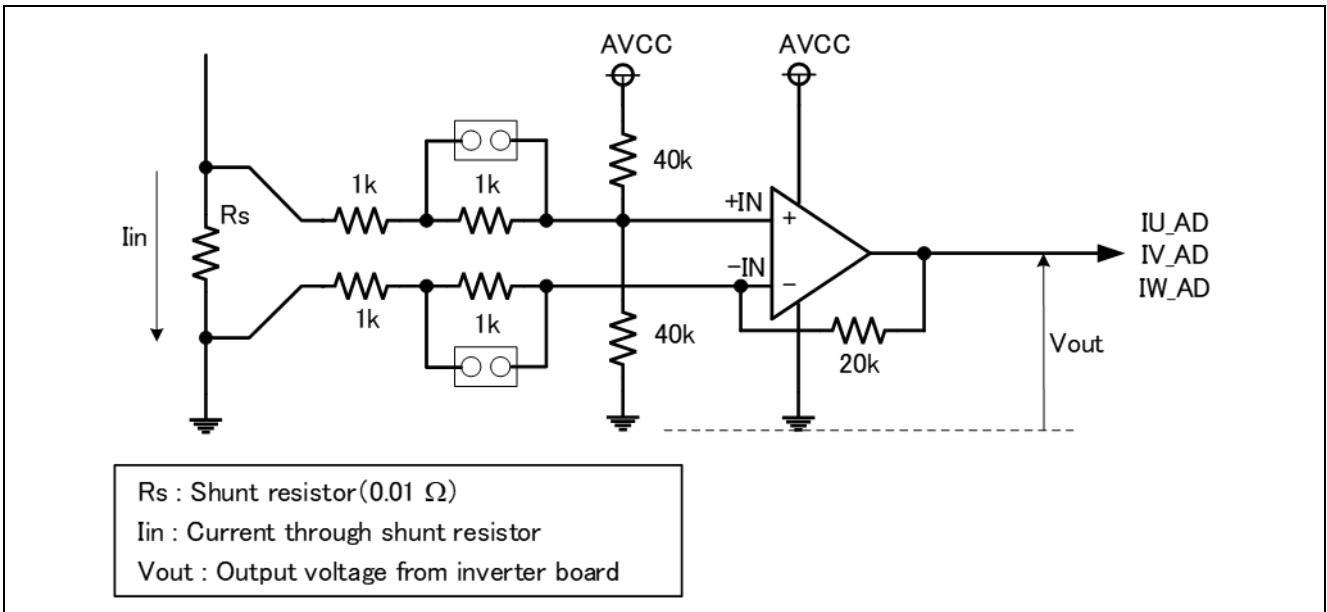 AVCC
AVCC
40k
1k
1k
Rs
+IN
+
Iin
IU_AD
IV_AD
IW_AD
-IN
-
1k
1k
40k
20k
Vout
Rs : Shunt resistor(0.01 Ω)
Iin : Current through shunt resistor
Vout : Output voltage from inverter board